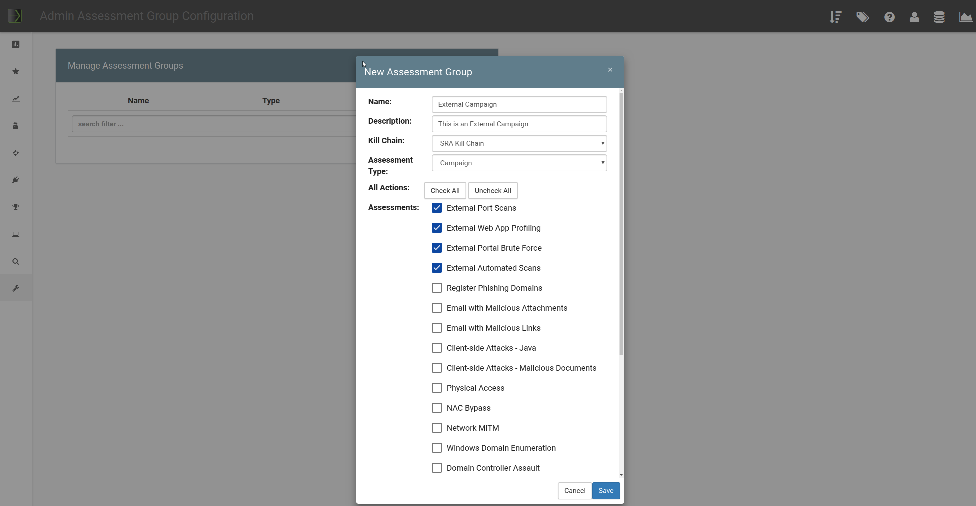 Admin Assessment Group Configuration
Manage Assessment Groups
Name Type
search filter ...
New Assessment Group ×
Name: External Campaign
Description: This is an External Campaign
Kill Chain: SRA Kill Chain
Assessment Type: Campaign
All Actions: Check All Uncheck All
Assessments: External Port Scans
External Web App Profiling
External Portal Brute Force
External Automated Scans
Register Phishing Domains
Email with Malicious Attachments
Email with Malicious Links
Client-side Attacks - Java
Client-side Attacks - Malicious Documents
Physical Access
NAC Bypass
Network MITM
Windows Domain Enumeration
Domain Controller Assault
Cancel Save